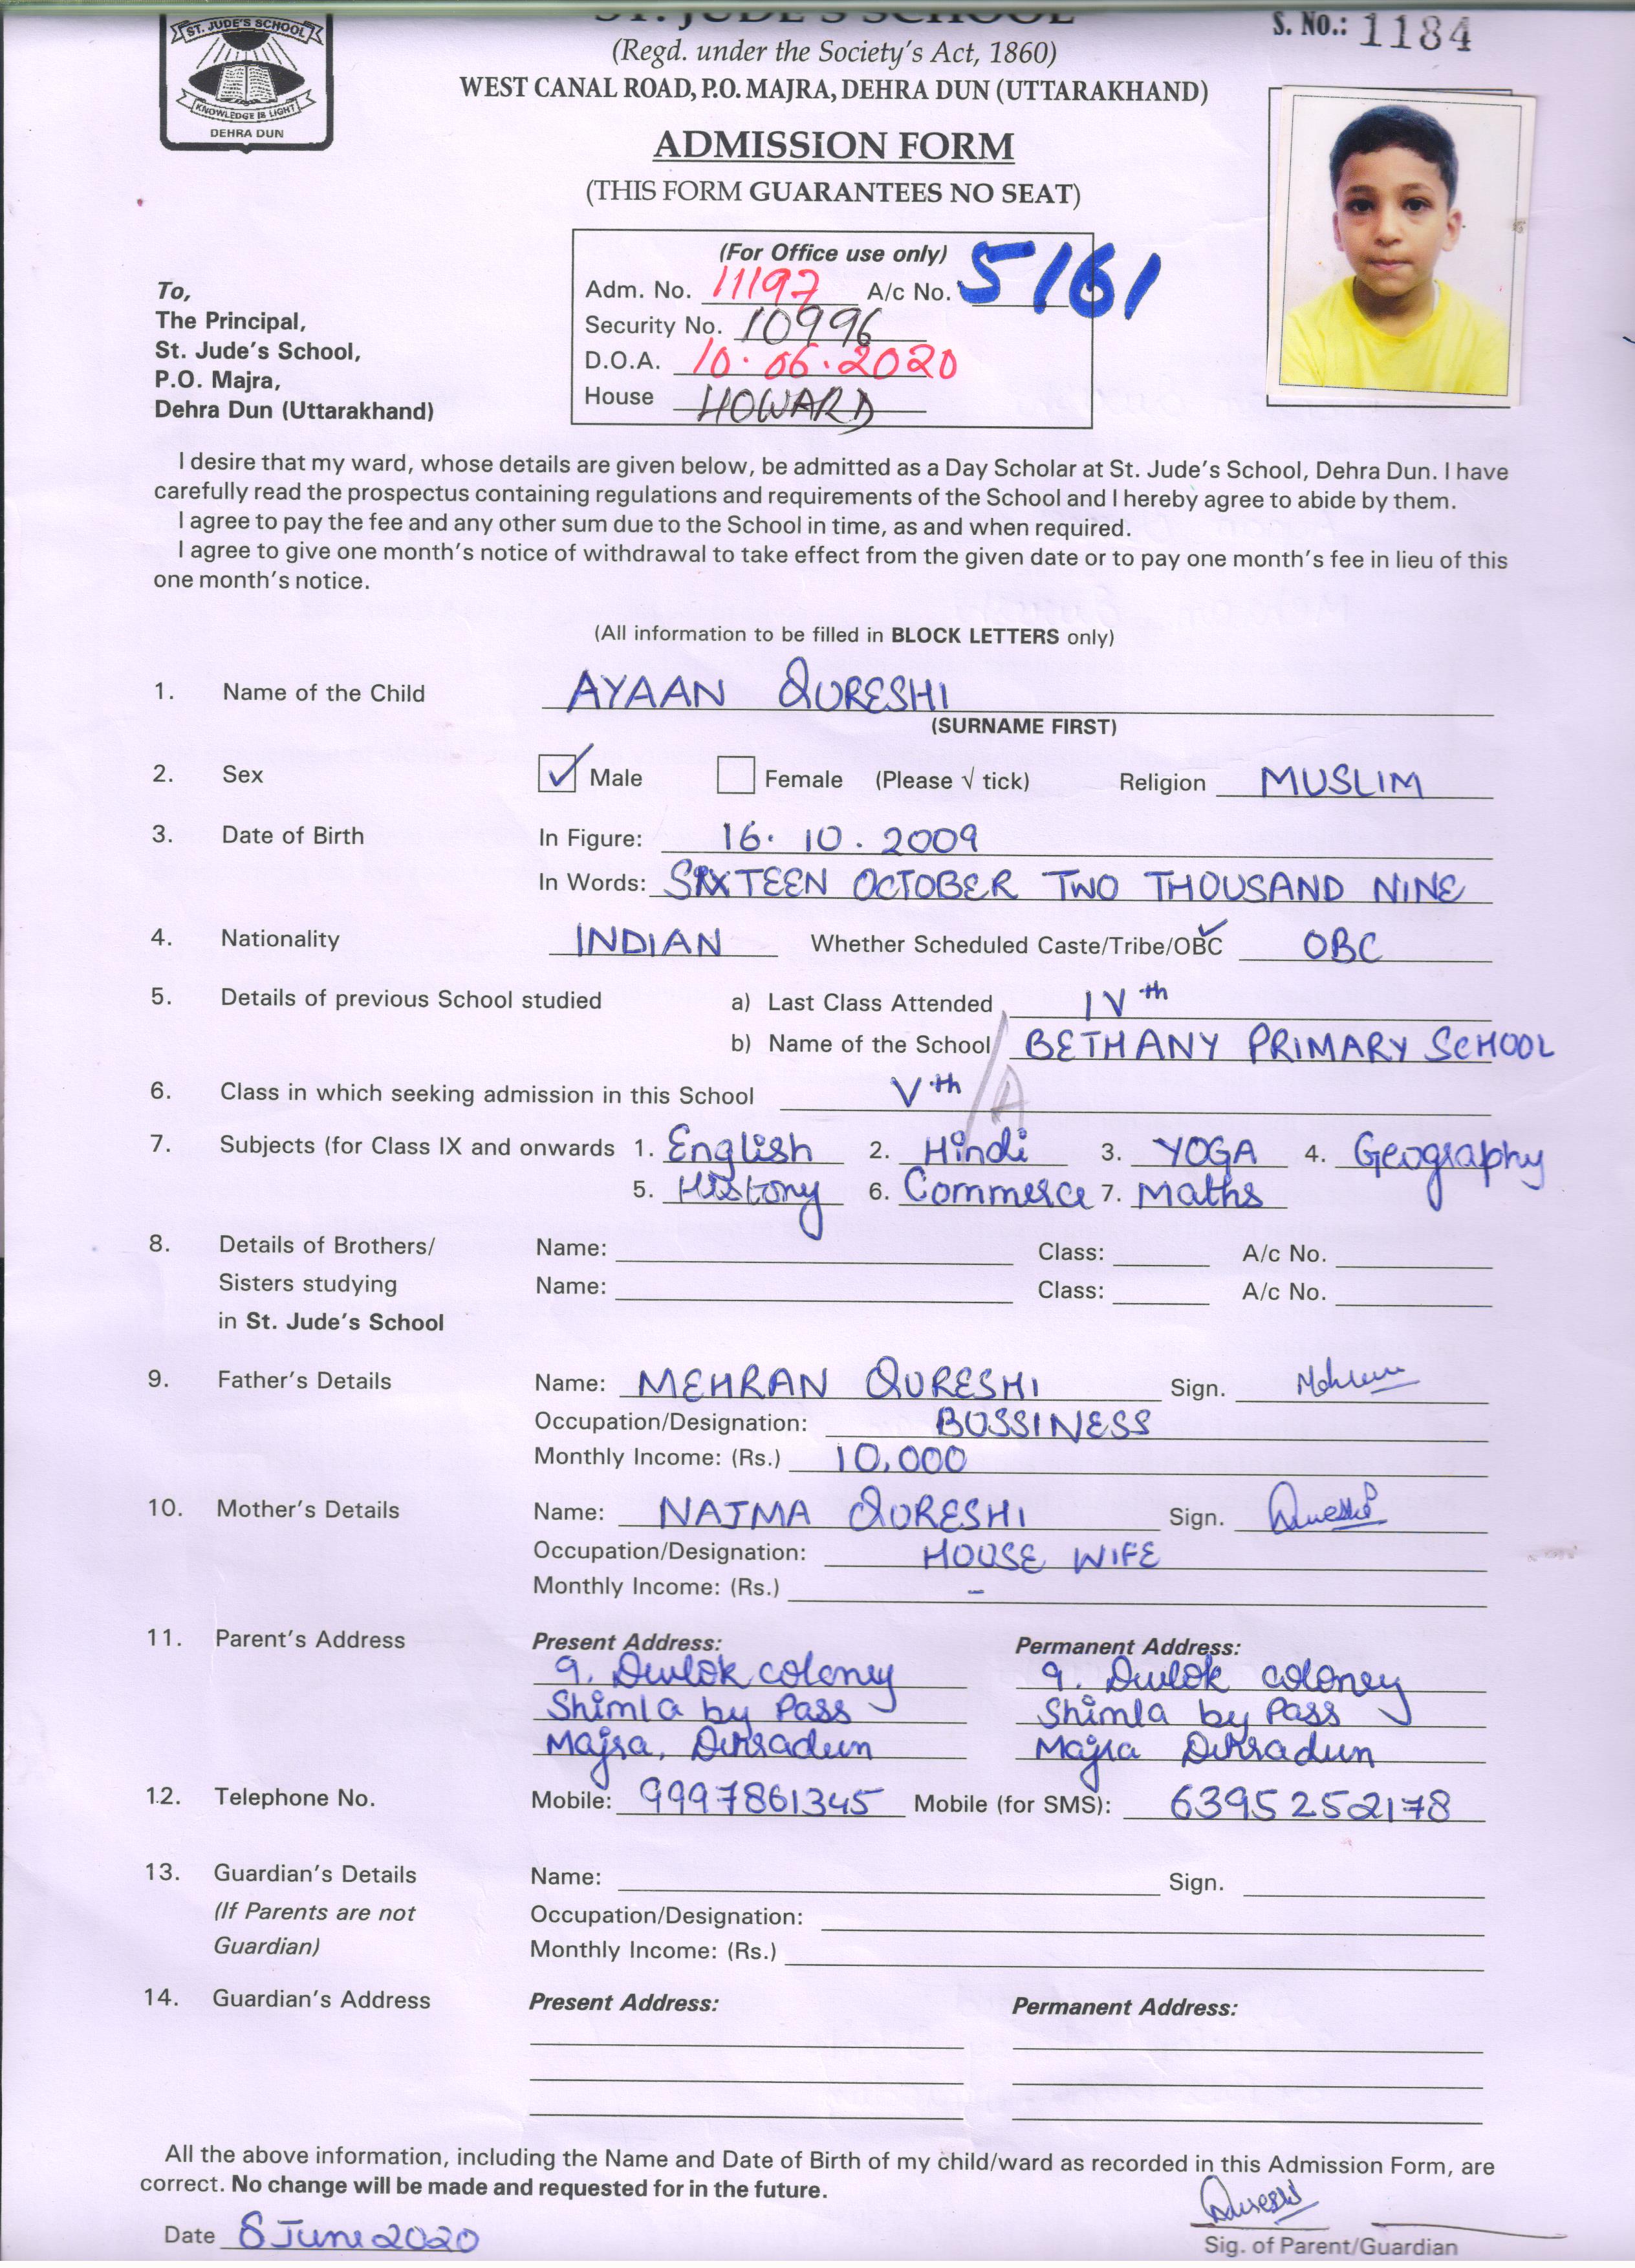 ST. JUDE'S SCHOOL
S. No.: 1184
ST. JUDE'S SCHOOL
KNOWLEDGE IS LIGHT
DEHRA DUN
(Regd. under the Society's Act, 1860)
WEST CANAL ROAD, P.O. MAJRA, DEHRA DUN (UTTARAKHAND)
ADMISSION FORM
(THIS FORM GUARANTEES NO SEAT)
(For Office use only)
Adm. No. 11197 A/c No. 5161
Security No. 10996
D.O.A. 10.06.2020
House HOWARD
To,
The Principal,
St. Jude's School,
P.O. Majra,
Dehra Dun (Uttarakhand)
I desire that my ward, whose details are given below, be admitted as a Day Scholar at St. Jude's School, Dehra Dun. I have
carefully read the prospectus containing regulations and requirements of the School and I hereby agree to abide by them.
I agree to pay the fee and any other sum due to the School in time, as and when required.
I agree to give one month's notice of withdrawal to take effect from the given date or to pay one month's fee in lieu of this
one month's notice.
(All information to be filled in BLOCK LETTERS only)
1. Name of the Child AYAAN QURESHI
(SURNAME FIRST)
2. Sex ✓ Male Female (Please √ tick) Religion MUSLIM
3. Date of Birth In Figure: 16. 10. 2009
In Words: SIXTEEN OCTOBER TWO THOUSAND NINE
4. Nationality INDIAN Whether Scheduled Caste/Tribe/OBC ✓ OBC
5. Details of previous School studied a) Last Class Attended IVth
b) Name of the School BETHANY PRIMARY SCHOOL
6. Class in which seeking admission in this School Vth /A
7. Subjects (for Class IX and onwards 1. English 2. Hindi 3. YOGA 4. Geography
5. History 6. Commerce 7. Maths
8. Details of Brothers/ Name: Class: A/c No.
Sisters studying Name: Class: A/c No.
in St. Jude's School
9. Father's Details Name: MEHRAN QURESHI Sign.
Occupation/Designation: BUSSINESS
Monthly Income: (Rs.) 10,000
10. Mother's Details Name: NAJMA QURESHI Sign. Qureshi
Occupation/Designation: HOUSE WIFE
Monthly Income: (Rs.) -
11. Parent's Address Present Address: Permanent Address:
9. Devlok coloney 9. Devlok coloney
Shimla by Pass Shimla by Pass
Majra, Dehradun Majra Dehradun
12. Telephone No. Mobile: 9997861345 Mobile (for SMS): 6395252178
13. Guardian's Details Name: Sign.
(If Parents are not Occupation/Designation:
Guardian) Monthly Income: (Rs.)
14. Guardian's Address Present Address: Permanent Address:
All the above information, including the Name and Date of Birth of my child/ward as recorded in this Admission Form, are
correct. No change will be made and requested for in the future.
Qureshi
Date 8 June 2020
Sig. of Parent/Guardian